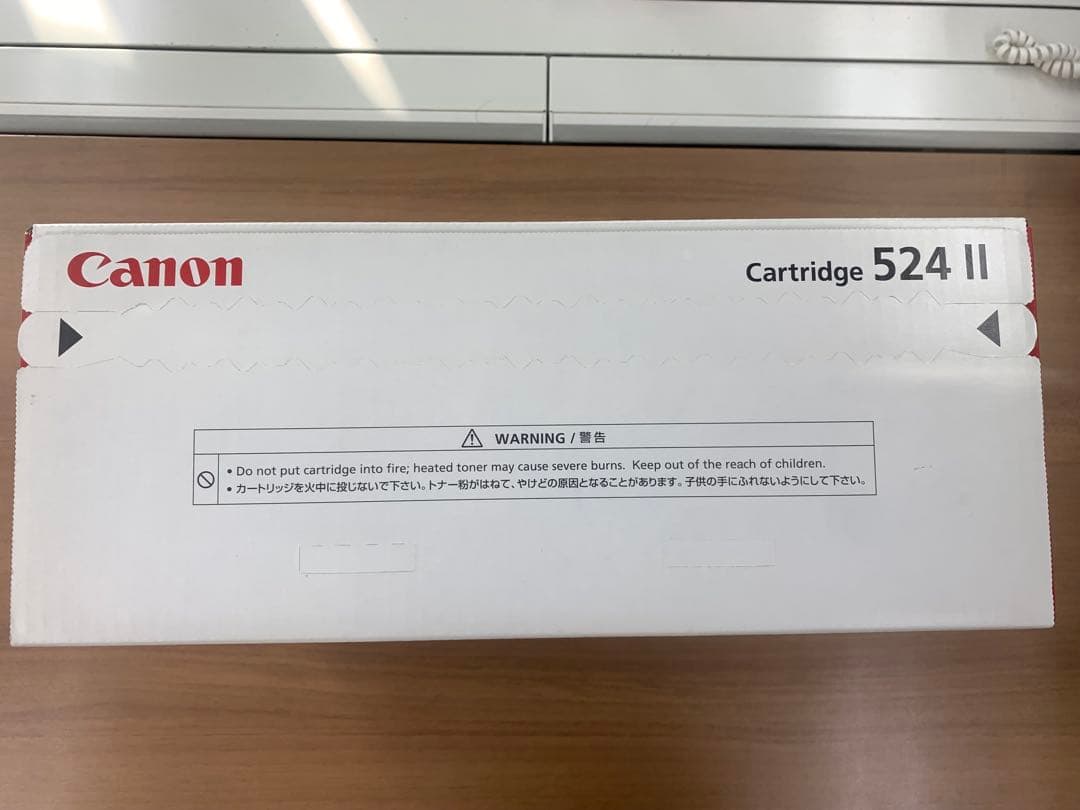 Canon
Cartridge 524 II
WARNING / 警告
• Do not put cartridge into fire; heated toner may cause severe burns. Keep out of the reach of children.
• カートリッジを火中に投じないで下さい。トナー粉がはねて、やけどの原因となることがあります。子供の手にふれないようにして下さい。